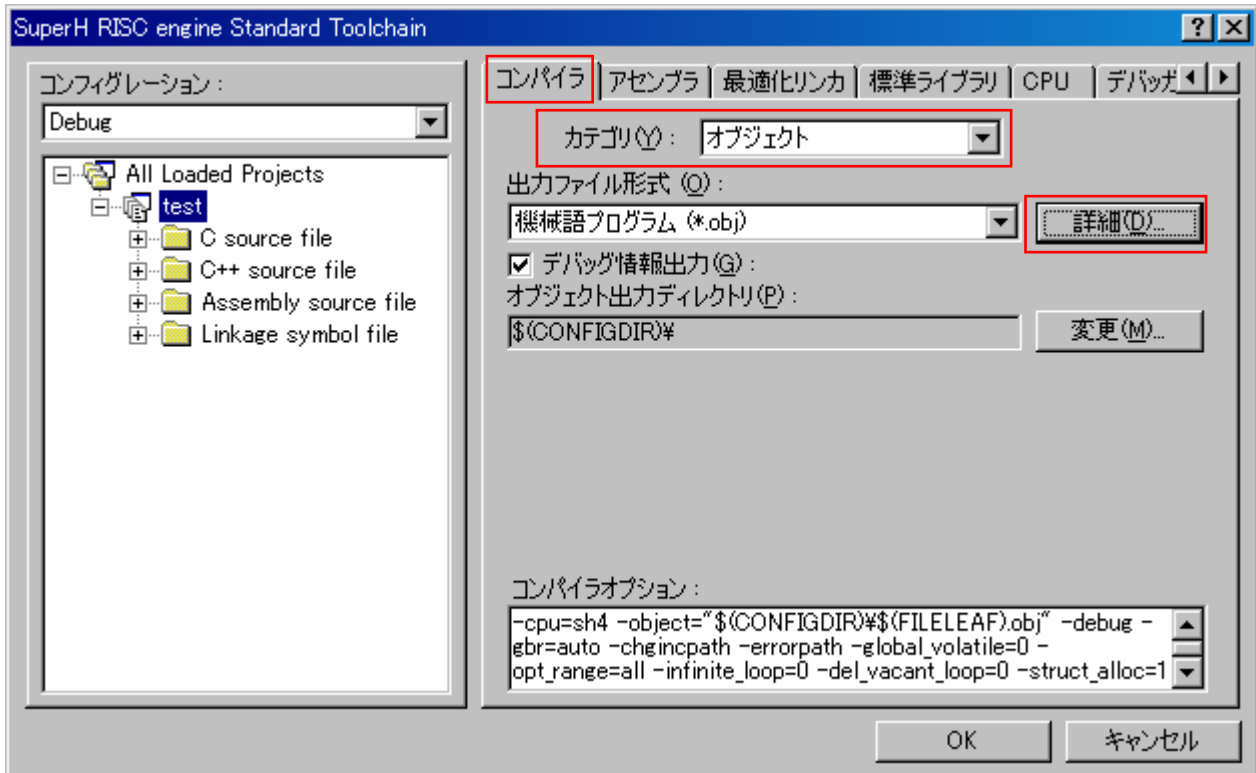 SuperH RISC engine Standard Toolchain
コンフィグレーション :
Debug
All Loaded Projects
test
C source file
C++ source file
Assembly source file
Linkage symbol file
コンパイラ
アセンブラ
最適化リンカ
標準ライブラリ
CPU
デバッガ
カテゴリ(Y) :
オブジェクト
出力ファイル形式 (O) :
機械語プログラム (*.obj)
詳細(D)...
デバッグ情報出力(G) :
オブジェクト出力ディレクトリ(P) :
$(CONFIGDIR)¥
変更(M)...
コンパイラオプション :
-cpu=sh4 -object="$(CONFIGDIR)¥$(FILELEAF).obj" -debug -
gbr=auto -chgincpath -errorpath -global_volatile=0 -
opt_range=all -infinite_loop=0 -del_vacant_loop=0 -struct_alloc=1
OK
キャンセル